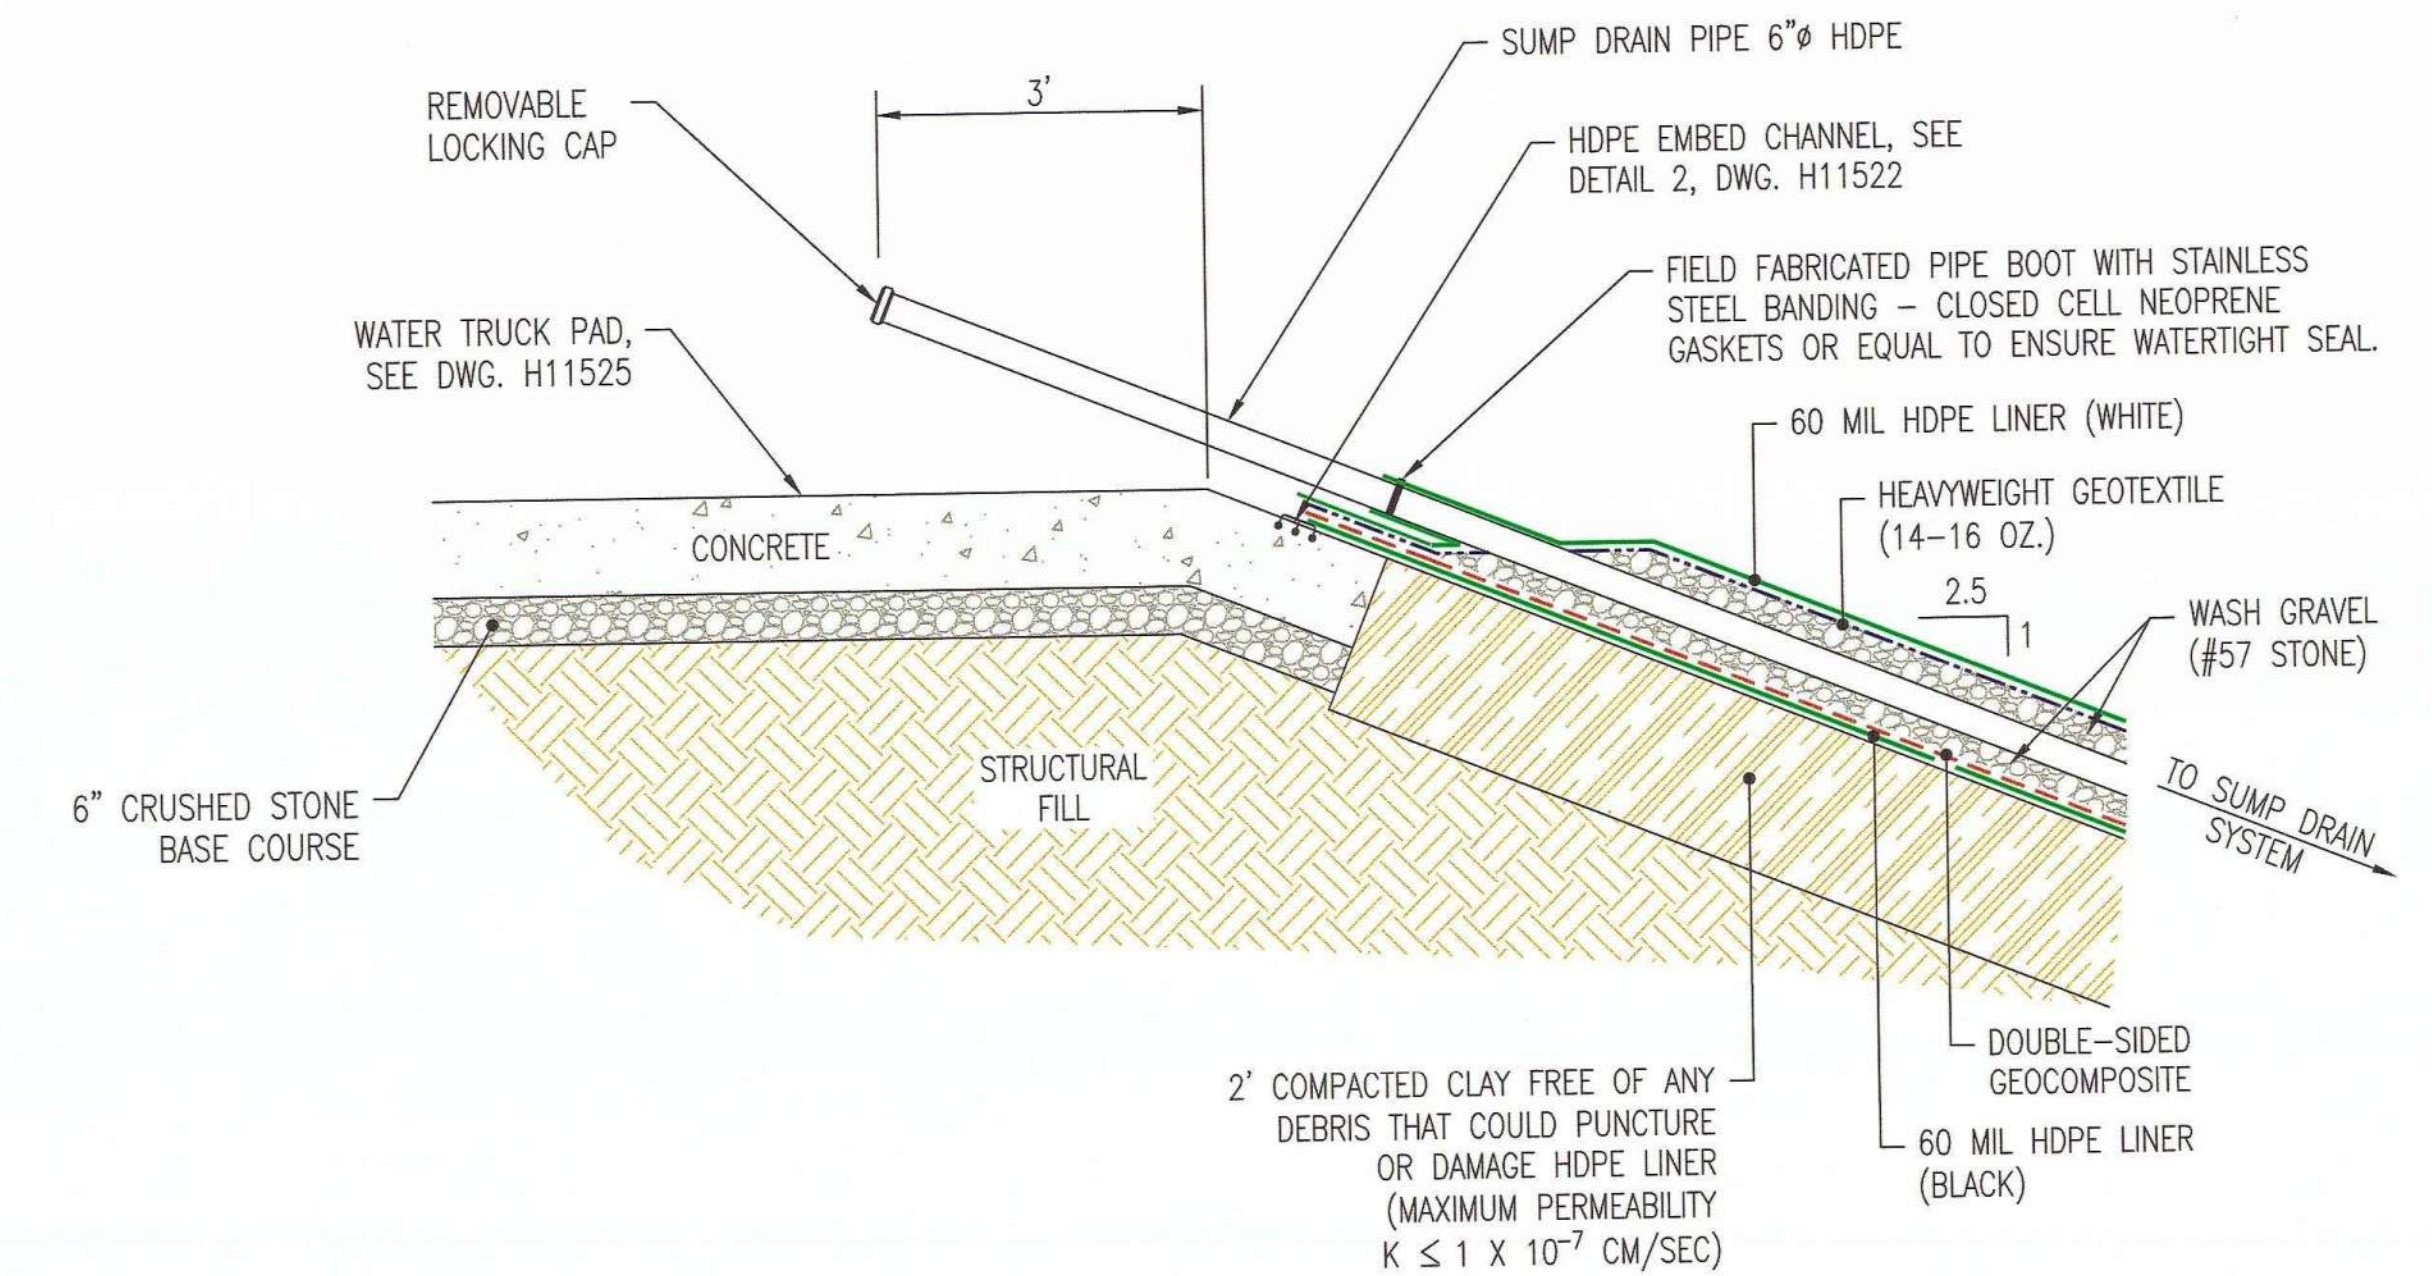 SUMP DRAIN PIPE 6"ø HDPE
3'
REMOVABLE
LOCKING CAP
HDPE EMBED CHANNEL, SEE
DETAIL 2, DWG. H11522
FIELD FABRICATED PIPE BOOT WITH STAINLESS
STEEL BANDING – CLOSED CELL NEOPRENE
GASKETS OR EQUAL TO ENSURE WATERTIGHT SEAL.
WATER TRUCK PAD,
SEE DWG. H11525
60 MIL HDPE LINER (WHITE)
HEAVYWEIGHT GEOTEXTILE
(14–16 OZ.)
2.5
1
WASH GRAVEL
(#57 STONE)
CONCRETE
STRUCTURAL
FILL
6" CRUSHED STONE
BASE COURSE
TO SUMP DRAIN
SYSTEM
DOUBLE–SIDED
GEOCOMPOSITE
2' COMPACTED CLAY FREE OF ANY
DEBRIS THAT COULD PUNCTURE
OR DAMAGE HDPE LINER
(MAXIMUM PERMEABILITY
K ≤ 1 X 10⁻⁷ CM/SEC)
60 MIL HDPE LINER
(BLACK)